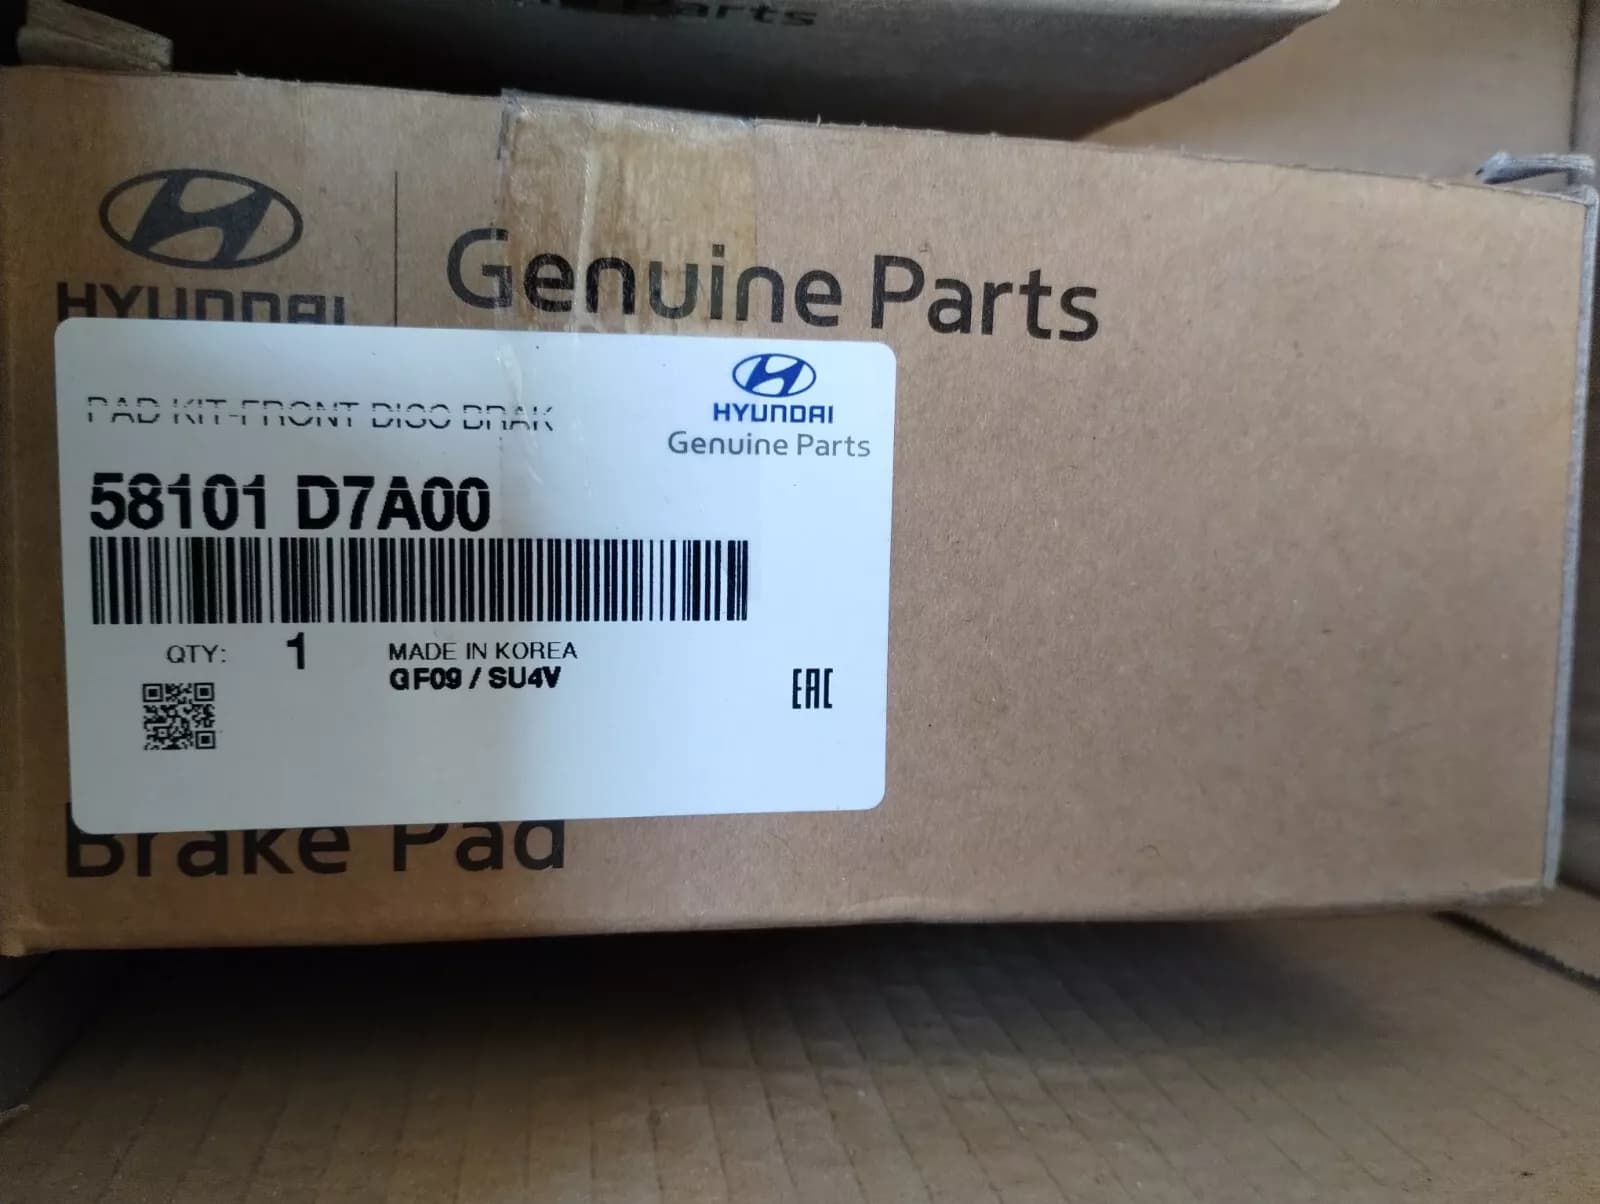 Parts
HYUNDAI
Genuine Parts
PAD KIT-FRONT DISC BRAK
HYUNDAI
Genuine Parts
58101 D7A00
QTY: 1 MADE IN KOREA
GF09 / SU4V
EAC
Brake Pad